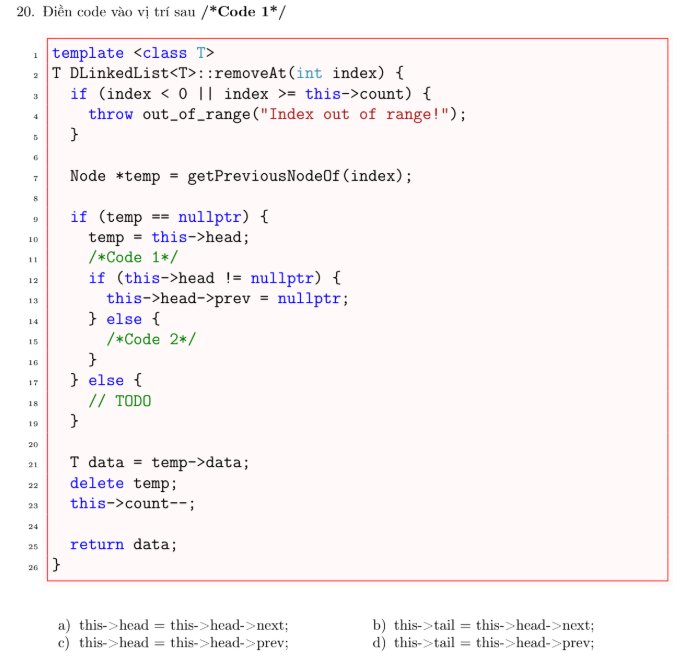 20. Điền code vào vị trí sau /*Code 1*/
1 template <class T>
2 T DLinkedList<T>::removeAt(int index) {
3 if (index < 0 || index >= this->count) {
4 throw out_of_range("Index out of range!");
5 }
6
7 Node *temp = getPreviousNodeOf(index);
8
9 if (temp == nullptr) {
10 temp = this->head;
11 /*Code 1*/
12 if (this->head != nullptr) {
13 this->head->prev = nullptr;
14 } else {
15 /*Code 2*/
16 }
17 } else {
18 // TODO
19 }
20
21 T data = temp->data;
22 delete temp;
23 this->count--;
24
25 return data;
26 }
a) this->head = this->head->next; b) this->tail = this->head->next;
c) this->head = this->head->prev; d) this->tail = this->head->prev;